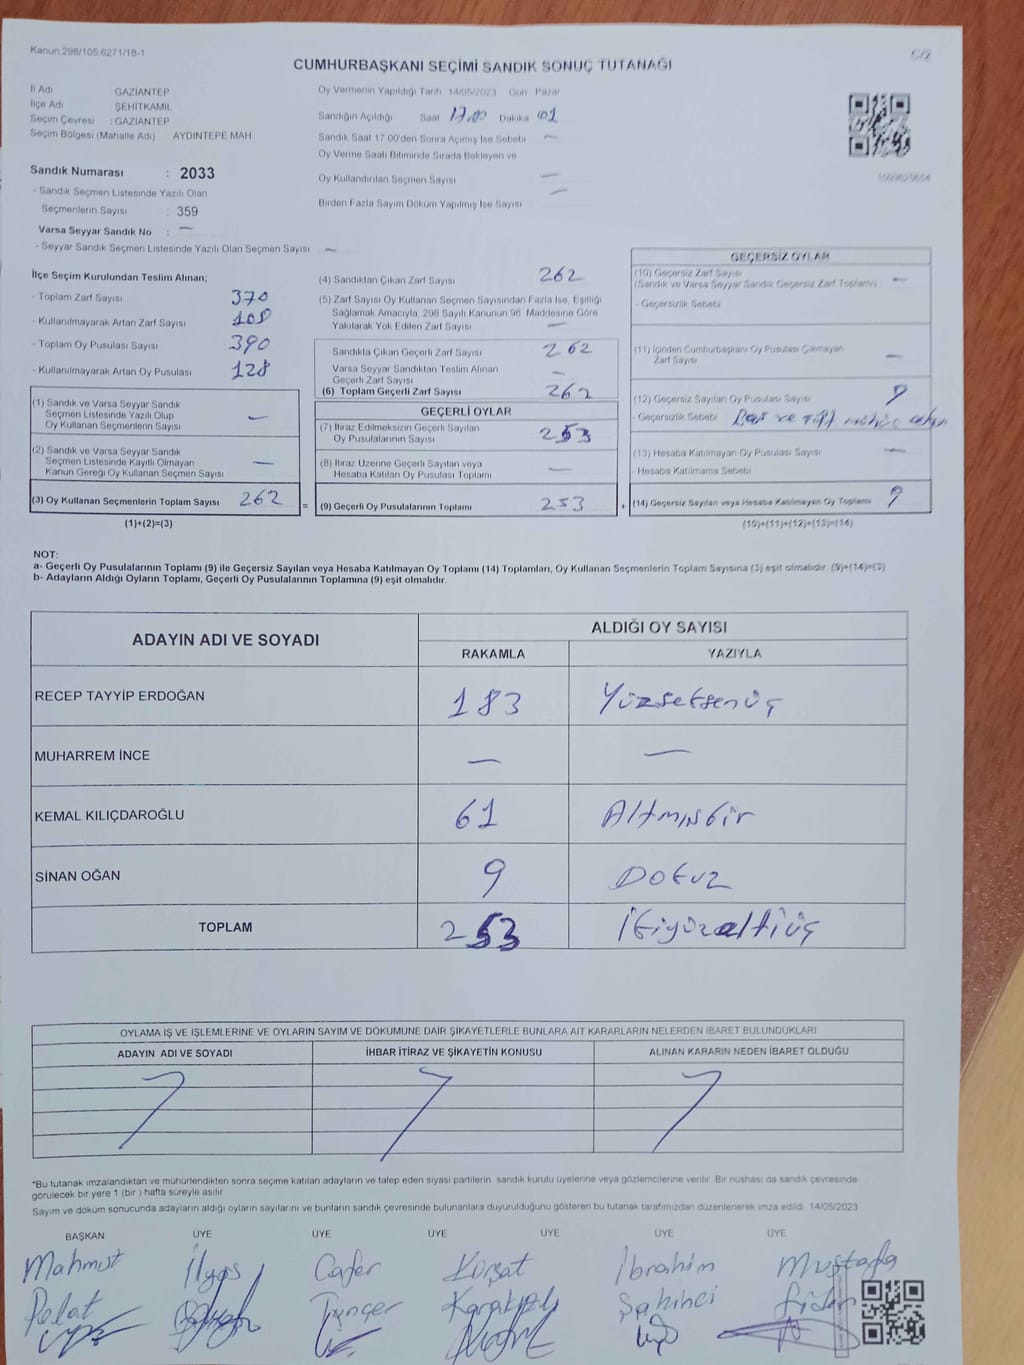 Kanun.298/105.6271/18-1
C/2
CUMHURBAŞKANI SEÇİMİ SANDIK SONUÇ TUTANAĞI
İl Adı GAZİANTEP
İlçe Adı ŞEHİTKAMİL
Seçim Çevresi : GAZİANTEP
Seçim Bölgesi (Mahalle Adı) AYDINTEPE MAH.
Sandık Numarası : 2033
- Sandık Seçmen Listesinde Yazılı Olan
Seçmenlerin Sayısı : 359
Varsa Seyyar Sandık No : —
- Seyyar Sandık Seçmen Listesinde Yazılı Olan Seçmen Sayısı —
Oy Vermenin Yapıldığı Tarih 14/05/2023 Gün Pazar
Sandığın Açıldığı Saat 17.00 Dakika 01
Sandık Saat 17:00'den Sonra Açılmış İse Sebebi —
Oy Verme Saati Bitiminde Sırada Bekleyen ve
Oy Kullandırılan Seçmen Sayısı —
Birden Fazla Sayım Döküm Yapılmış İse Sayısı —
İlçe Seçim Kurulundan Teslim Alınan;
- Toplam Zarf Sayısı 370
- Kullanılmayarak Artan Zarf Sayısı 108
- Toplam Oy Pusulası Sayısı 390
- Kullanılmayarak Artan Oy Pusulası 128
(1) Sandık ve Varsa Seyyar Sandık
Seçmen Listesinde Yazılı Olup
Oy Kullanan Seçmenlerin Sayısı —
(2) Sandık ve Varsa Seyyar Sandık
Seçmen Listesinde Kayıtlı Olmayan
Kanun Gereği Oy Kullanan Seçmen Sayısı —
(3) Oy Kullanan Seçmenlerin Toplam Sayısı 262 =
(1)+(2)=(3)
(4) Sandıktan Çıkan Zarf Sayısı 262
(5) Zarf Sayısı Oy Kullanan Seçmen Sayısından Fazla İse, Eşitliği
Sağlamak Amacıyla, 298 Sayılı Kanunun 98. Maddesine Göre
Yakılarak Yok Edilen Zarf Sayısı —
Sandıkta Çıkan Geçerli Zarf Sayısı 262
Varsa Seyyar Sandıktan Teslim Alınan
Geçerli Zarf Sayısı —
(6) Toplam Geçerli Zarf Sayısı 262
GEÇERLİ OYLAR
(7) İtiraz Edilmeksizin Geçerli Sayılan
Oy Pusulalarının Sayısı 253
(8) İtiraz Üzerine Geçerli Sayılan veya
Hesaba Katılan Oy Pusulası Toplamı —
(9) Geçerli Oy Pusulalarının Toplamı 253 +
GEÇERSİZ OYLAR
(10) Geçersiz Zarf Sayısı
(Sandık ve Varsa Seyyar Sandık Geçersiz Zarf Toplamı) —
- Geçersizlik Sebebi
(11) İçinden Cumhurbaşkanı Oy Pusulası Çıkmayan
Zarf Sayısı —
(12) Geçersiz Sayılan Oy Pusulası Sayısı 9
- Geçersizlik Sebebi ve
(13) Hesaba Katılmayan Oy Pusulası Sayısı —
- Hesaba Katılmama Sebebi
(14) Geçersiz Sayılan veya Hesaba Katılmayan Oy Toplamı 9
(10)+(11)+(12)+(13)=(14)
NOT:
a- Geçerli Oy Pusulalarının Toplamı (9) ile Geçersiz Sayılan veya Hesaba Katılmayan Oy Toplamı (14) Toplamları, Oy Kullanan Seçmenlerin Toplam Sayısına (3) eşit olmalıdır. (9)+(14)=(3)
b- Adayların Aldığı Oyların Toplamı, Geçerli Oy Pusulalarının Toplamına (9) eşit olmalıdır.
ADAYIN ADI VE SOYADI ALDIĞI OY SAYISI
RAKAMLA YAZIYLA
RECEP TAYYİP ERDOĞAN 183 Yüzseksenüç
MUHARREM İNCE — —
KEMAL KILIÇDAROĞLU 61 Altmışbir
SİNAN OĞAN 9 Dokuz
TOPLAM 253 İkiyüzaltiüç
OYLAMA İŞ VE İŞLEMLERİNE VE OYLARIN SAYIM VE DÖKÜMÜNE DAİR ŞİKAYETLERLE BUNLARA AİT KARARLARIN NELERDEN İBARET BULUNDUKLARI
ADAYIN ADI VE SOYADI İHBAR İTİRAZ VE ŞİKAYETİN KONUSU ALINAN KARARIN NEDEN İBARET OLDUĞU
*Bu tutanak imzalandıktan ve mühürlendikten sonra seçime katılan adayların ve talep eden siyasi partilerin sandık kurulu üyelerine veya gözlemcilerine verilir. Bir nüshası da sandık çevresinde
görülecek bir yere 1 (bir ) hafta süreyle asılır.
Sayım ve döküm sonucunda adayların aldığı oyların sayılarını ve bunların sandık çevresinde bulunanlara duyurulduğunu gösteren bu tutanak tarafımızdan düzenlenerek imza edildi. 14/05/2023
BAŞKAN ÜYE ÜYE ÜYE ÜYE ÜYE ÜYE
Mahmut İlyas Cafer Kürşat İbrahim Mustafa
Polat Tunçer Şahinci